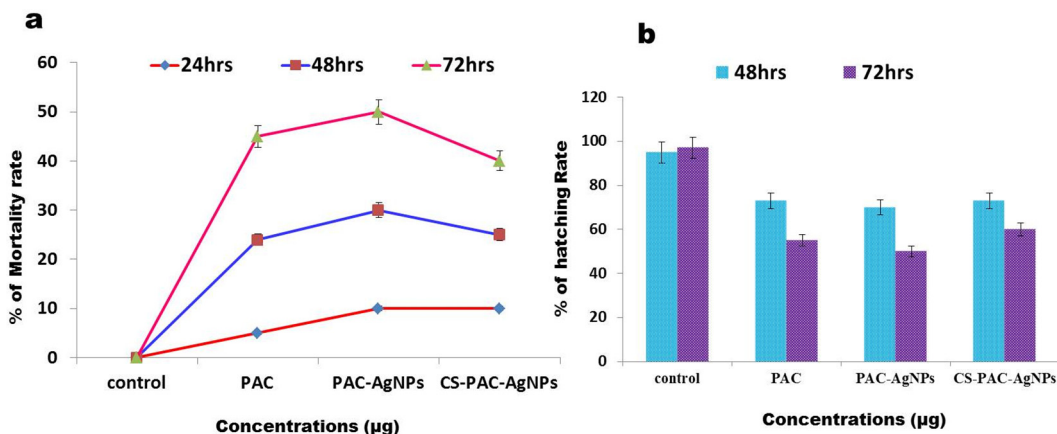 a
24hrs 48hrs 72hrs
60
50
40
30
20
10
0
% of Mortality rate
control PAC PAC-AgNPs CS-PAC-AgNPs
Concentrations (µg)
b
48hrs 72hrs
120
100
80
60
40
20
0
% of hatching Rate
control PAC PAC-AgNPs CS-PAC-AgNPs
Concentrations (µg)